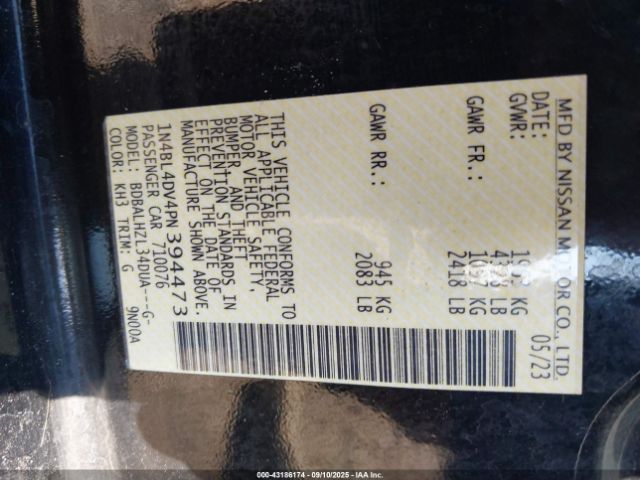 MFD BY NISSAN MOTOR CO., LTD.
DATE: 05/23
GVWR: KG
LB
GAWR FR.: KG
2418 LB
GAWR RR.: 945 KG
2083 LB
THIS VEHICLE CONFORMS TO
ALL APPLICABLE FEDERAL
MOTOR VEHICLE SAFETY,
BUMPER, AND THEFT
PREVENTION STANDARDS IN
EFFECT ON THE DATE OF
MANUFACTURE SHOWN ABOVE.
1N4BL4DV4PN394473
PASSENGER CAR 710076
MODEL: BDBALHZL34DUA---G-
COLOR: KH3 TRIM: G 9N00A
000-43186174 - 09/10/2025 - IAA Inc.